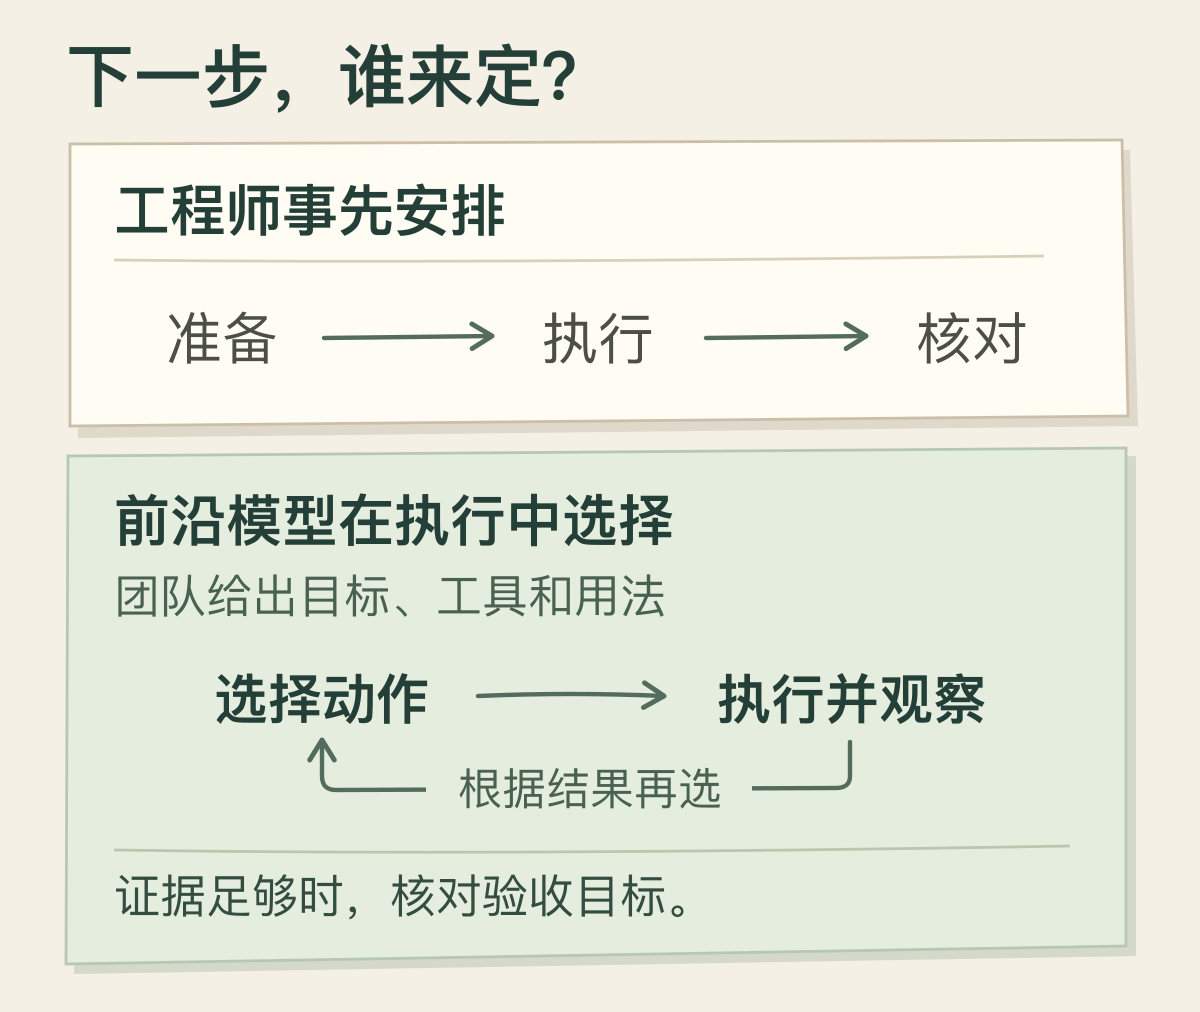 下一步，谁来定?
工程师事先安排
准备 → 执行 → 核对
前沿模型在执行中选择
团队给出目标、工具和用法
选择动作 → 执行并观察
根据结果再选
证据足够时，核对验收目标。